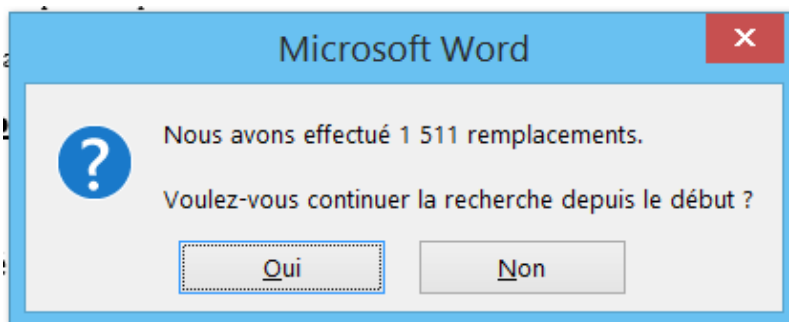 Microsoft Word
Nous avons effectué 1 511 remplacements.
Voulez-vous continuer la recherche depuis le début ?
Oui
Non